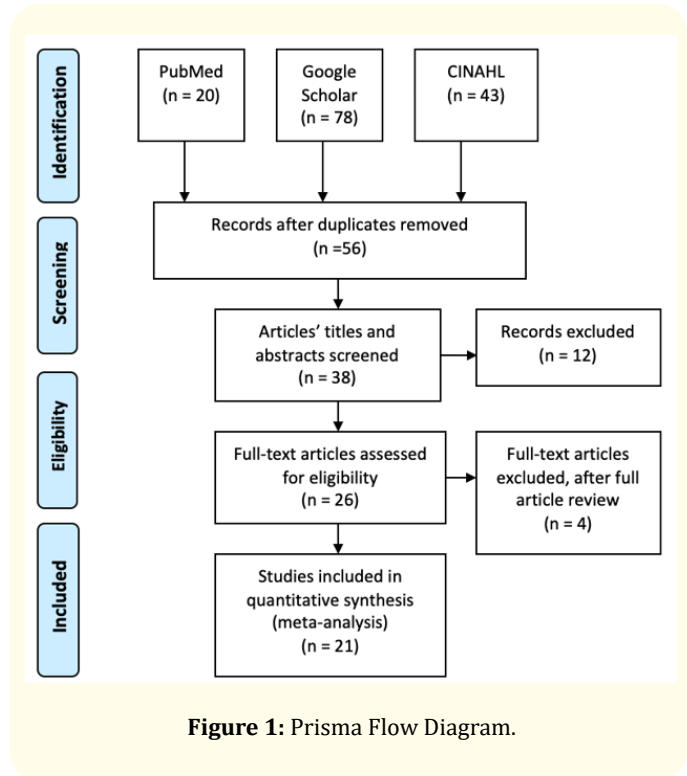 Identification
PubMed
(n = 20)
Google
Scholar
(n = 78)
CINAHL
(n = 43)
Screening
Records after duplicates removed
(n =56)
Articles’ titles and
abstracts screened
(n = 38)
Records excluded
(n = 12)
Eligibility
Full-text articles assessed
for eligibility
(n = 26)
Full-text articles
excluded, after full
article review
(n = 4)
Included
Studies included in
quantitative synthesis
(meta-analysis)
(n = 21)
Figure 1: Prisma Flow Diagram.